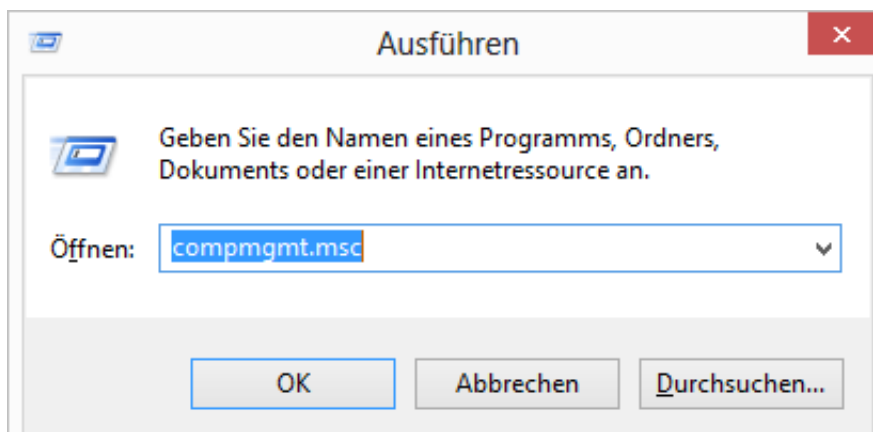 Ausführen
Geben Sie den Namen eines Programms, Ordners,
Dokuments oder einer Internetressource an.
Öffnen: compmgmt.msc
OK Abbrechen Durchsuchen...